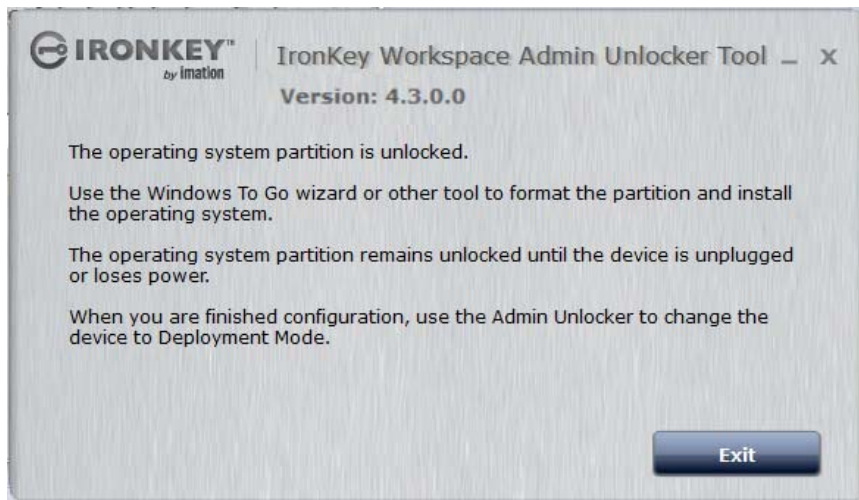 IRONKEY™
by imation
IronKey Workspace Admin Unlocker Tool
Version: 4.3.0.0
The operating system partition is unlocked.
Use the Windows To Go wizard or other tool to format the partition and install
the operating system.
The operating system partition remains unlocked until the device is unplugged
or loses power.
When you are finished configuration, use the Admin Unlocker to change the
device to Deployment Mode.
Exit